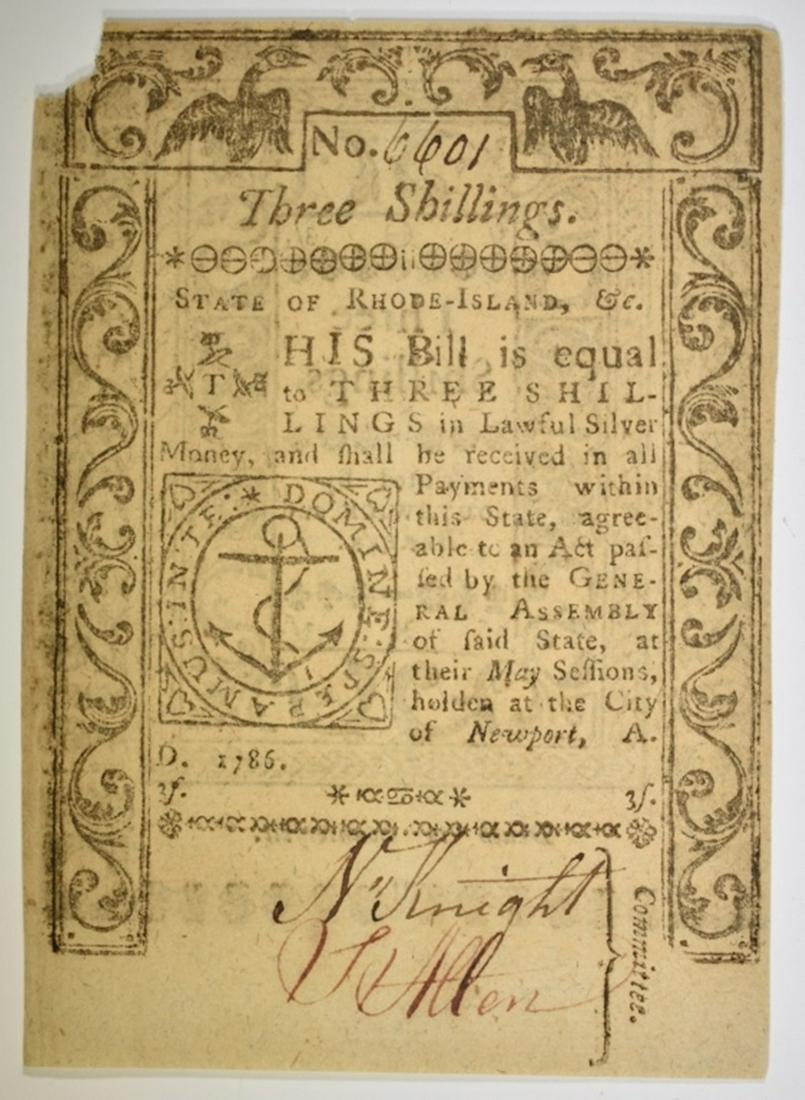 No. 6601
Three Shillings.
STATE OF RHODE-ISLAND, &c.
THIS Bill is equal
to THREE SHIL-
LINGS in Lawful Silver
Money, and ſhall be received in all
Payments within
this State, agree-
able to an Act paſ-
ſed by the GENE-
RAL ASSEMBLY
of ſaid State, at
their May Seſſions,
holden at the City
of Newport, A.
D. 1786.
IN TE DOMINE SPERAMUS
3ſ. 3ſ.
Knight
Allen
Committee.